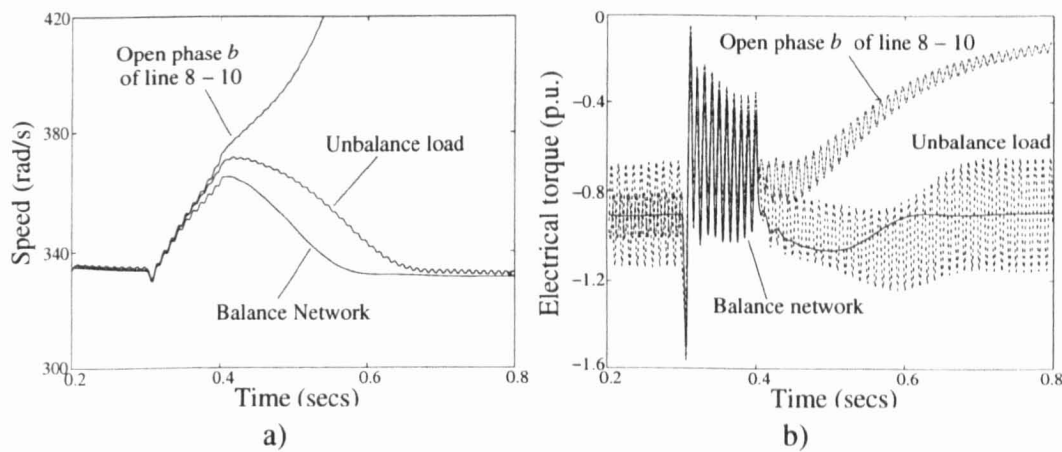 420
380
340
300
Speed (rad/s)
Open phase b
of line 8 – 10
Unbalance load
Balance Network
0.2
0.4
0.6
0.8
Time (secs)
a)
0
−0.4
−0.8
−1.2
−1.6
Electrical torque (p.u.)
Open phase b of line 8 – 10
Unbalance load
Balance network
0.2
0.4
0.6
0.8
Time (secs)
b)